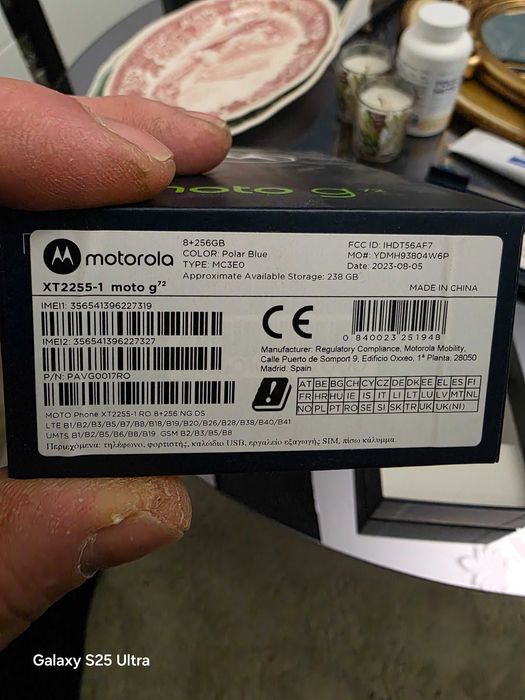 moto g72
motorola
8+256GB
COLOR: Polar Blue
TYPE: MC3E0
Approximate Available Storage: 238 GB
FCC ID: IHDT56AF7
MO#: YDMH93804W6P
Date: 2023-08-05
XT2255-1 moto g72
MADE IN CHINA
IMEI1: 356541396227319
IMEI2: 356541396227327
P/N: PAVG0017RO
CE
0 840023 251948
Manufacturer: Regulatory Compliance, Motorola Mobility,
Calle Puerto de Somport 9, Edificio Oxxeo, 1ª Planta, 28050
Madrid. Spain
AT BE BG CH CY CZ DE DK EE EL ES FI
FR HR HU IE IS IT LI LT LU LV MT NL
NO PL PT RO SE SI SK TR UK UK(NI)
MOTO Phone XT2255-1 RO 8+256 NG DS
LTE B1/B2/B3/B5/B7/B8/B18/B19/B20/B26/B28/B38/B40/B41
UMTS B1/B2/B5/B6/B8/B19 GSM B2/B3/B5/B8
Περιεχόμενα: τηλέφωνο, φορτιστής, καλώδιο USB, εργαλείο εξαγωγής SIM, πίσω κάλυμμα.
Galaxy S25 Ultra